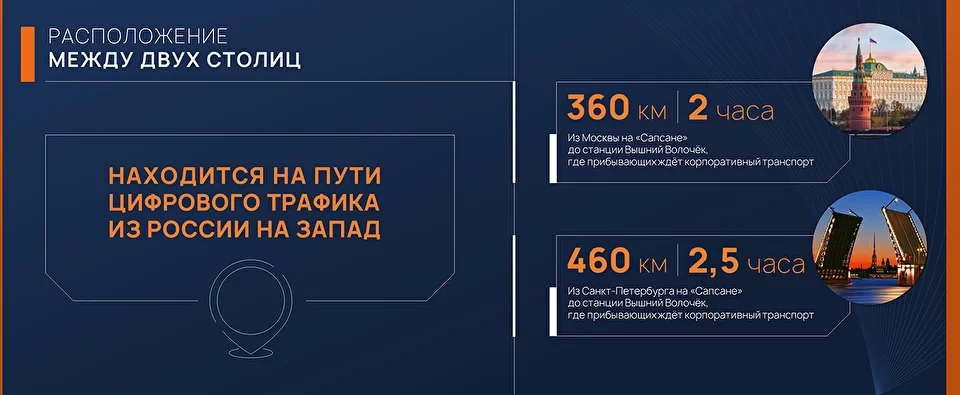 РАСПОЛОЖЕНИЕ
МЕЖДУ ДВУХ СТОЛИЦ
НАХОДИТСЯ НА ПУТИ
ЦИФРОВОГО ТРАФИКА
ИЗ РОССИИ НА ЗАПАД
360 км 2 часа
Из Москвы на «Сапсане»
до станции Вышний Волочёк,
где прибывающих ждёт корпоративный транспорт
460 км 2,5 часа
Из Санкт-Петербурга на «Сапсане»
до станции Вышний Волочёк,
где прибывающих ждёт корпоративный транспорт